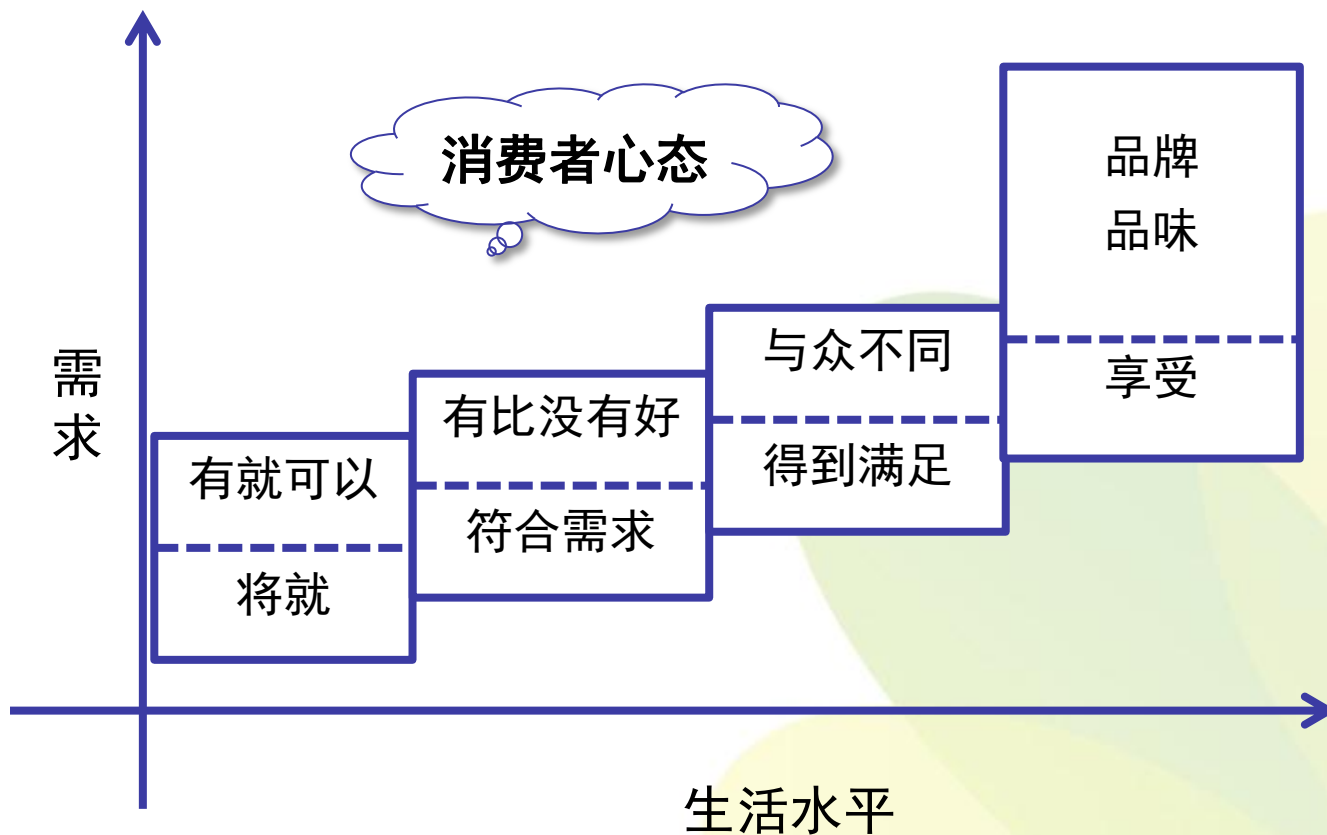 消费者心态
需
求
有就可以
将就
有比没有好
符合需求
与众不同
得到满足
品牌
品味
享受
生活水平